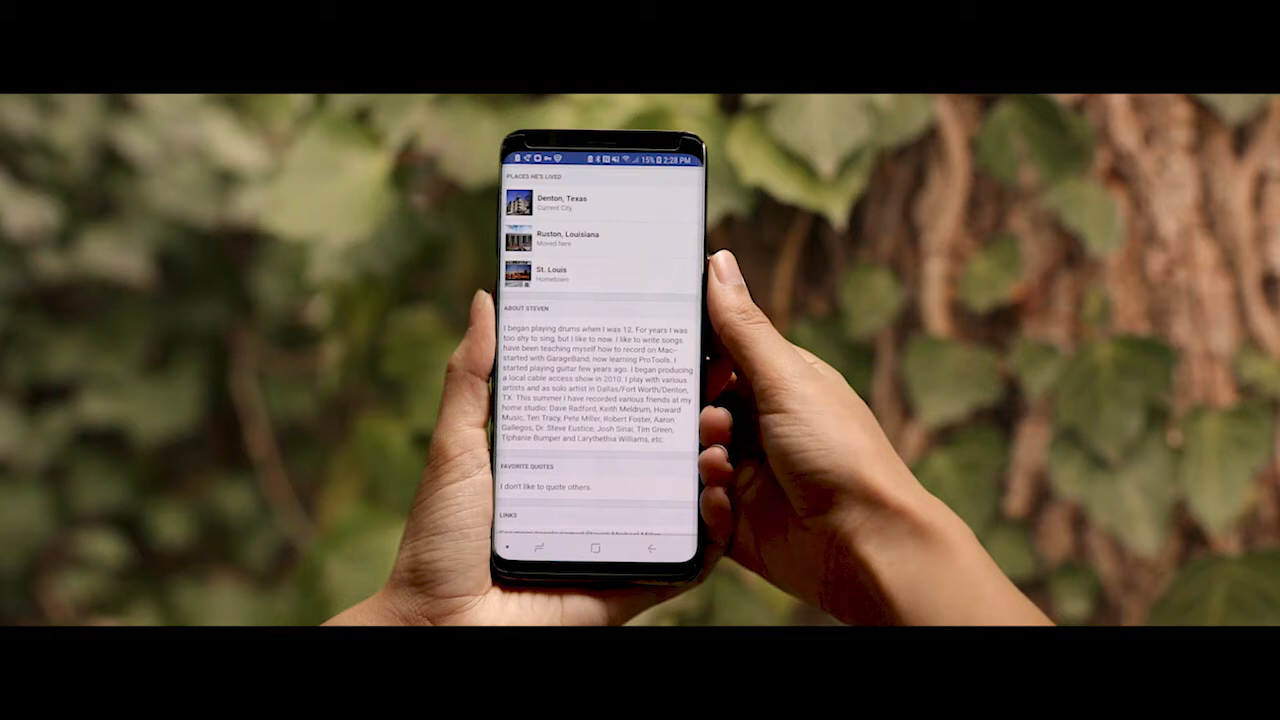 15% 2:28 PM
PLACES HE'S LIVED
Denton, Texas
Current City
Ruston, Louisiana
Moved here
St. Louis
Hometown
ABOUT STEVEN
I began playing drums when I was 12. For years I was
too shy to sing, but I like to now. I like to write songs.
have been teaching myself how to record on Mac--
started with GarageBand, now learning ProTools. I
started playing guitar few years ago. I began producing
a local cable access show in 2010. I play with various
artists and as solo artist in Dallas/Fort Worth/Denton,
TX. This summer I have recorded various friends at my
home studio: Dave Radford, Keith Meldrum, Howard
Music, Teri Tracy, Pete Miller, Robert Foster, Aaron
Gallegos, Dr. Steve Eustice, Josh Sinai, Tim Green,
Tiphanie Bumper and Larythethia Williams, etc.
FAVORITE QUOTES
I don't like to quote others.
LINKS